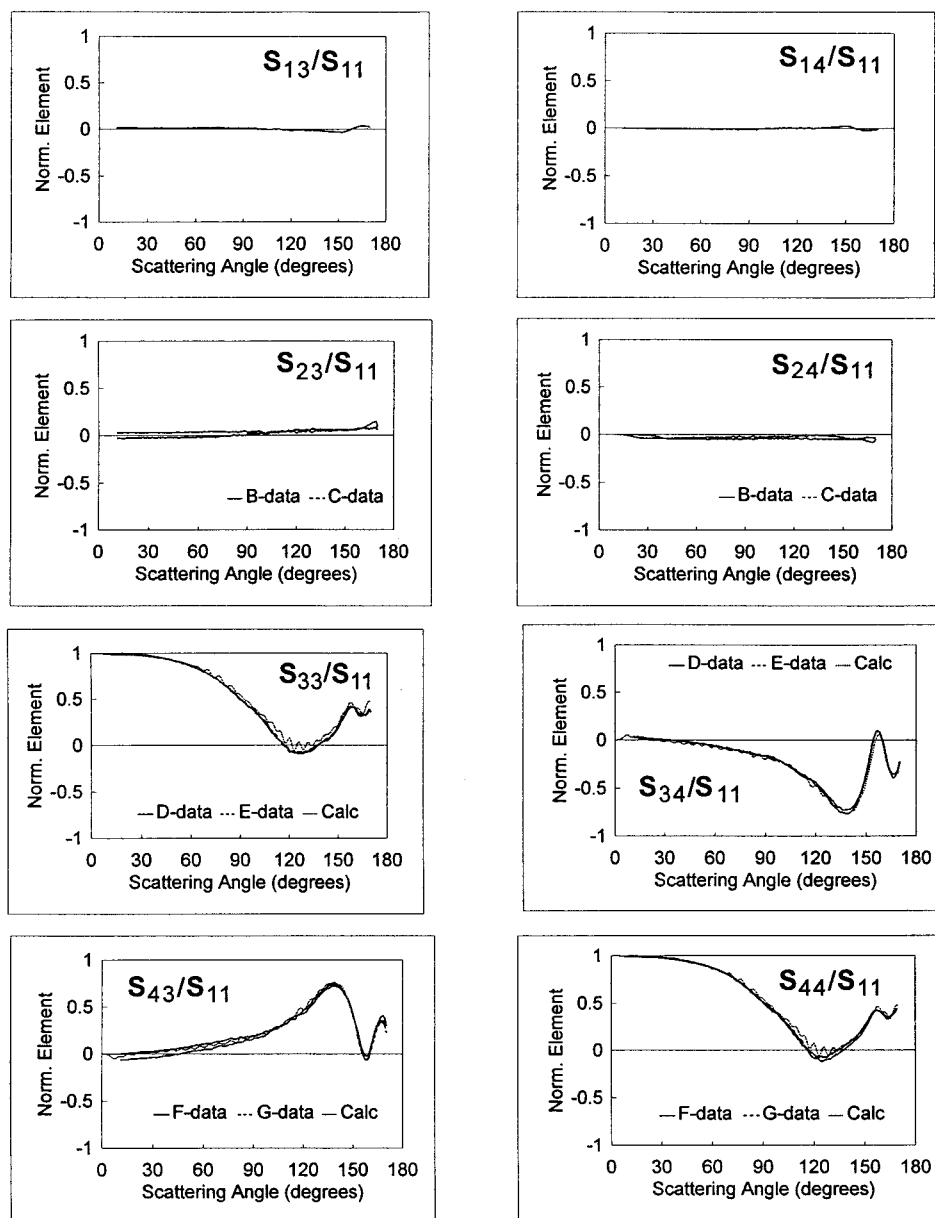 S13/S11
1
0.5
0
-0.5
-1
Norm. Element
0 30 60 90 120 150 180
Scattering Angle (degrees)
S14/S11
1
0.5
0
-0.5
-1
Norm. Element
0 30 60 90 120 150 180
Scattering Angle (degrees)
S23/S11
1
0.5
0
-0.5
-1
Norm. Element
B-data C-data
0 30 60 90 120 150 180
Scattering Angle (degrees)
S24/S11
1
0.5
0
-0.5
-1
Norm. Element
B-data C-data
0 30 60 90 120 150 180
Scattering Angle (degrees)
S33/S11
1
0.5
0
-0.5
-1
Norm. Element
D-data E-data Calc
0 30 60 90 120 150 180
Scattering Angle (degrees)
D-data E-data Calc
1
0.5
0
-0.5
-1
Norm. Element
S34/S11
0 30 60 90 120 150 180
Scattering Angle (degrees)
S43/S11
1
0.5
0
-0.5
-1
Norm. Element
F-data G-data Calc
0 30 60 90 120 150 180
Scattering Angle (degrees)
S44/S11
1
0.5
0
-0.5
-1
Norm. Element
F-data G-data Calc
0 30 60 90 120 150 180
Scattering Angle (degrees)